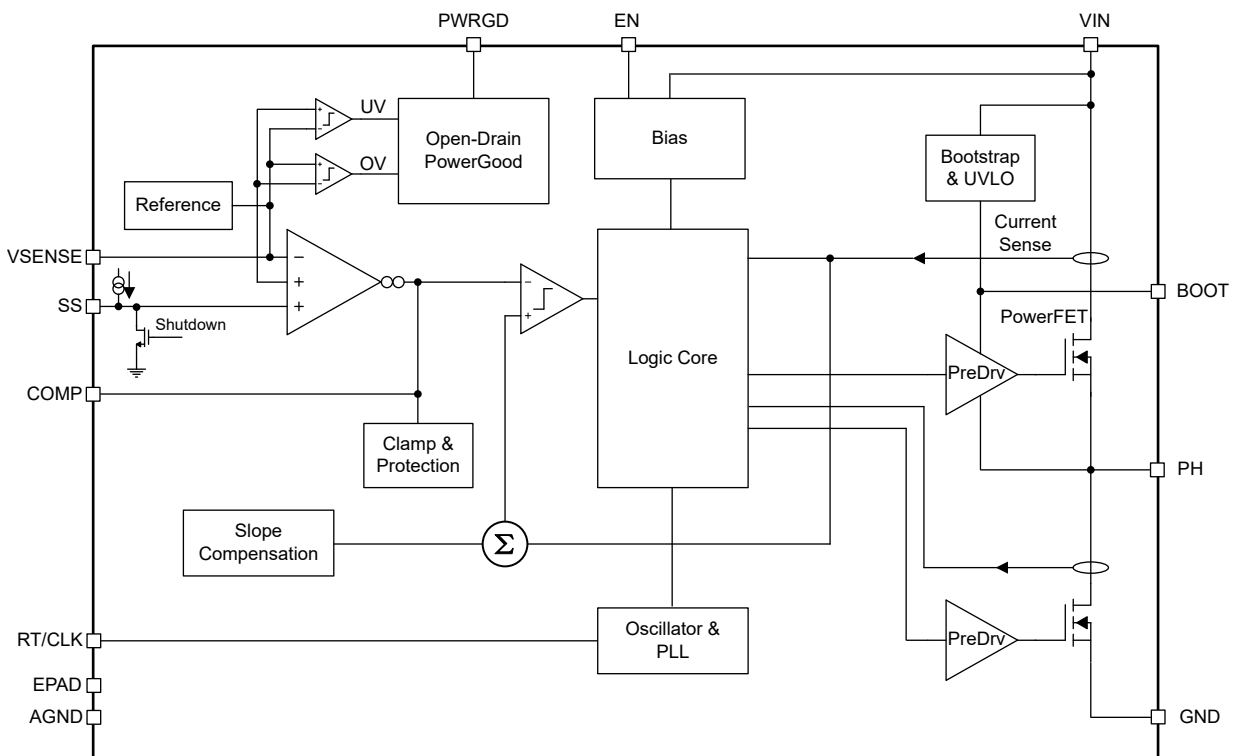 PWRGD
EN
VIN
UV
OV
Open-Drain
PowerGood
Bias
Bootstrap
& UVLO
Reference
VSENSE
SS
Shutdown
COMP
+
-
+
-
−
+
+
-
+
Current
Sense
BOOT
PowerFET
Logic Core
PreDrv
Clamp &
Protection
PH
Slope
Compensation
Σ
RT/CLK
Oscillator &
PLL
PreDrv
EPAD
AGND
GND